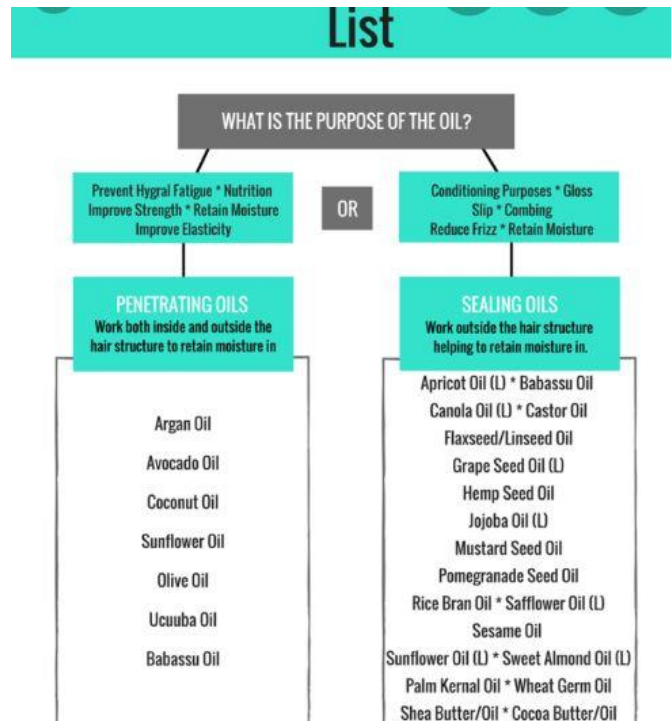 List
WHAT IS THE PURPOSE OF THE OIL?
Prevent Hygral Fatigue * Nutrition
Improve Strength * Retain Moisture
Improve Elasticity
OR
Conditioning Purposes * Gloss
Slip * Combing
Reduce Frizz * Retain Moisture
PENETRATING OILS
Work both inside and outside the
hair structure to retain moisture in
Argan Oil
Avocado Oil
Coconut Oil
Sunflower Oil
Olive Oil
Ucuuba Oil
Babassu Oil
SEALING OILS
Work outside the hair structure
helping to retain moisture in.
Apricot Oil (L) * Babassu Oil
Canola Oil (L) * Castor Oil
Flaxseed/Linseed Oil
Grape Seed Oil (L)
Hemp Seed Oil
Jojoba Oil (L)
Mustard Seed Oil
Pomegranade Seed Oil
Rice Bran Oil * Safflower Oil (L)
Sesame Oil
Sunflower Oil (L) * Sweet Almond Oil (L)
Palm Kernal Oil * Wheat Germ Oil
Shea Butter/Oil * Cocoa Butter/Oil